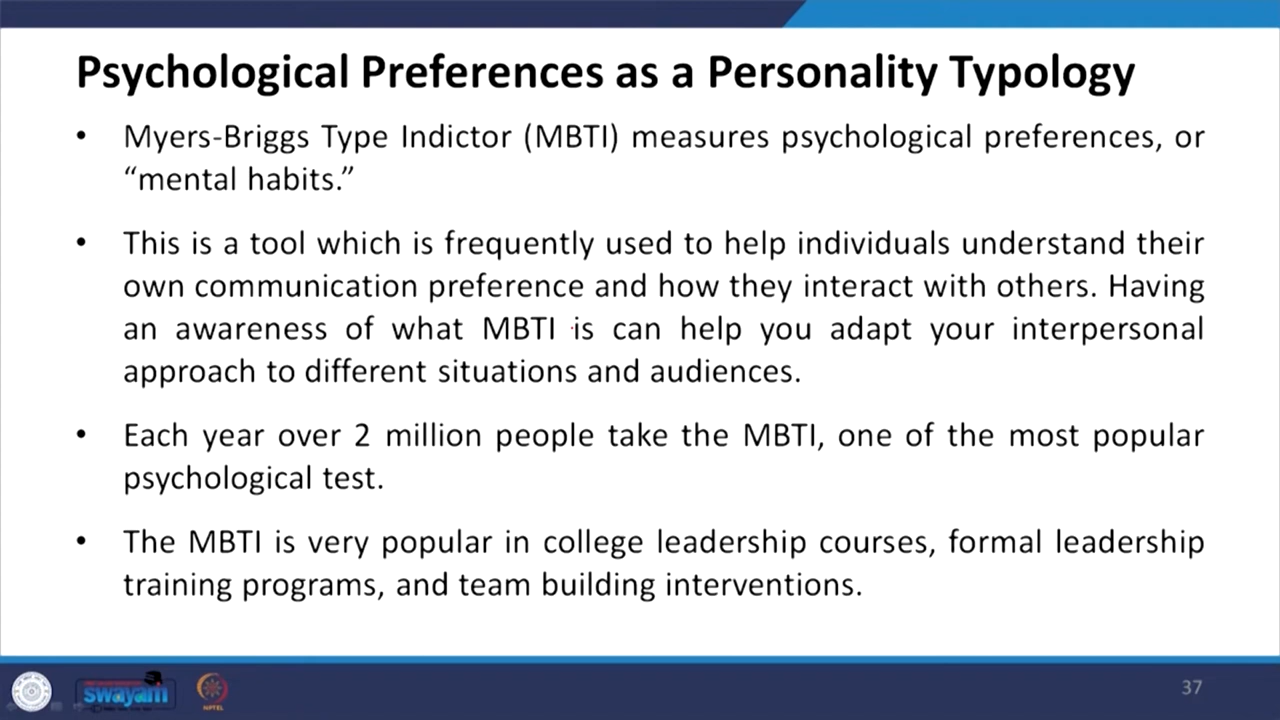 Psychological Preferences as a Personality Typology
• Myers-Briggs Type Indictor (MBTI) measures psychological preferences, or
“mental habits.”
• This is a tool which is frequently used to help individuals understand their
own communication preference and how they interact with others. Having
an awareness of what MBTI is can help you adapt your interpersonal
approach to different situations and audiences.
• Each year over 2 million people take the MBTI, one of the most popular
psychological test.
• The MBTI is very popular in college leadership courses, formal leadership
training programs, and team building interventions.
swayam
NPTEL
37